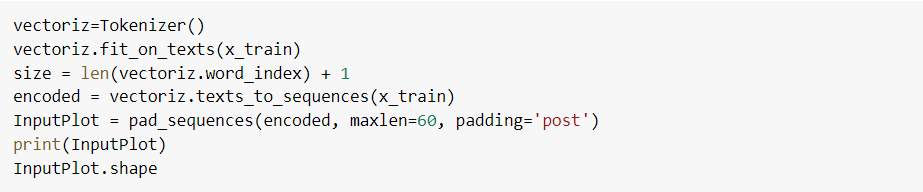 vectoriz=Tokenizer()
vectoriz.fit_on_texts(x_train)
size = len(vectoriz.word_index) + 1
encoded = vectoriz.texts_to_sequences(x_train)
InputPlot = pad_sequences(encoded, maxlen=60, padding='post')
print(InputPlot)
InputPlot.shape